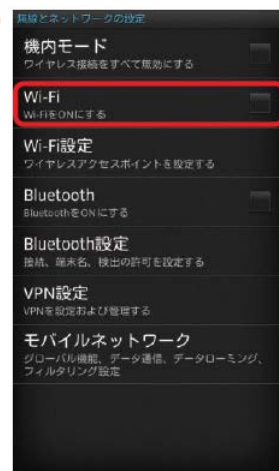 無線とネットワークの設定
機内モード
ワイヤレス接続をすべて無効にする
Wi-Fi
Wi-FiをONにする
Wi-Fi設定
ワイヤレスアクセスポイントを設定する
Bluetooth
BluetoothをONにする
Bluetooth設定
接続、端末名、検出の許可を設定する
VPN設定
VPNを設定および管理する
モバイルネットワーク
グローバル機能、データ通信、データローミング、
フィルタリング設定